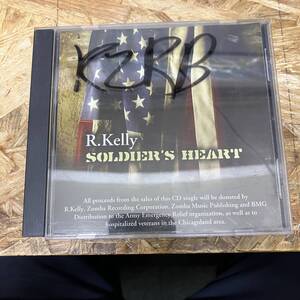 KZRB
R.Kelly
SOLDIER'S HEART
All proceeds from the sales of this CD single will be donated by
R.Kelly, Zomba Recording Corporation, Zomba Music Publishing and BMG
Distribution to the Army Emergency Relief organization, as well as to
hospitalized veterans in the Chicagoland area.